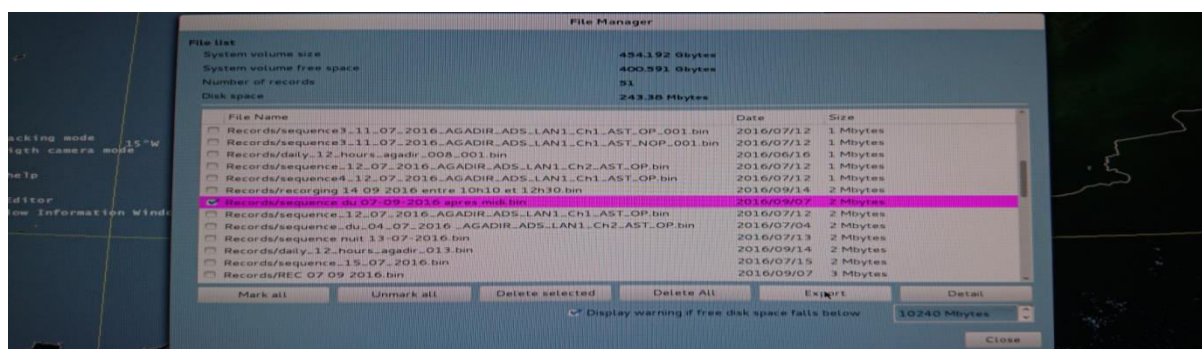 File Manager
File list
System volume size 454.192 Gbytes
System volume free space 400.591 Gbytes
Number of records 51
Disk space 243.38 Mbytes
File Name Date Size
Records/sequence3_11_07_2016_AGADIR_ADS_LAN1_Ch1_AST_OP_001.bin 2016/07/12 1 Mbytes
Records/sequence3_11_07_2016_AGADIR_ADS_LAN1_Ch1_AST_NOP_001.bin 2016/07/12 1 Mbytes
Records/daily_12_hours_agadir_008_001.bin 2016/06/16 1 Mbytes
Records/sequence_12_07_2016_AGADIR_ADS_LAN1_Ch2_AST_OP.bin 2016/07/12 1 Mbytes
Records/sequence4_12_07_2016_AGADIR_ADS_LAN1_Ch1_AST_OP.bin 2016/07/12 1 Mbytes
Records/recorging 14 09 2016 entre 10h10 et 12h30.bin 2016/09/14 2 Mbytes
Records/sequence du 07-09-2016 apres midi.bin 2016/09/07 2 Mbytes
Records/sequence_12_07_2016_AGADIR_ADS_LAN1_Ch1_AST_OP.bin 2016/07/12 2 Mbytes
Records/sequence_du_04_07_2016 _AGADIR_ADS_LAN1_Ch2_AST_OP.bin 2016/07/04 2 Mbytes
Records/sequence nuit 13-07-2016.bin 2016/07/13 2 Mbytes
Records/daily_12_hours_agadir_013.bin 2016/09/14 2 Mbytes
Records/sequence_15_07_2016.bin 2016/07/15 2 Mbytes
Records/REC 07 09 2016.bin 2016/09/07 3 Mbytes
Mark all Unmark all Delete selected Delete All Export Detail
Display warning if free disk space falls below 10240 Mbytes
Close
acking mode
15°W
igth camera mode
help
Editor
ow Information Windo